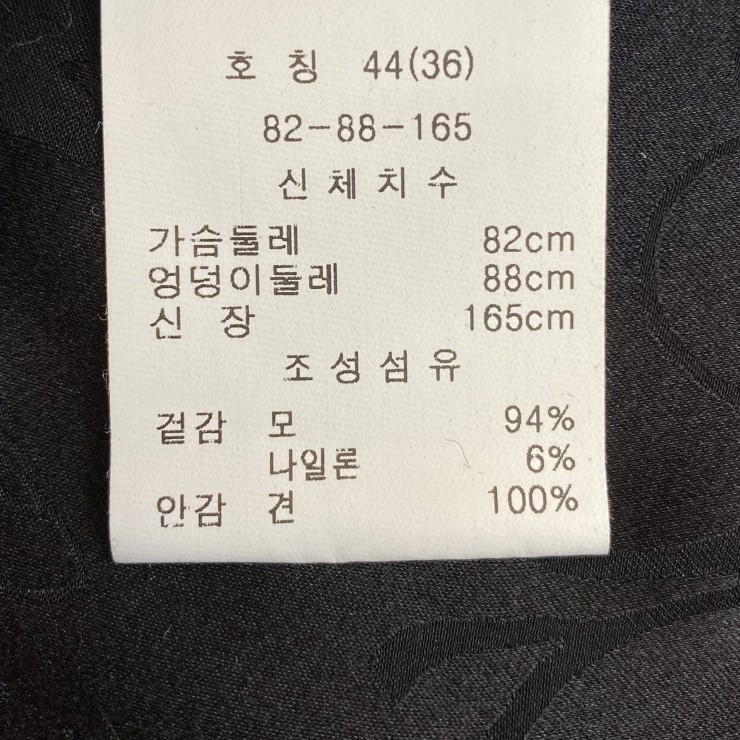 호 칭 44(36)
82-88-165
신체치수
가슴둘레 82cm
엉덩이둘레 88cm
신 장 165cm
조성섬유
겉감 모 94%
나일론 6%
안감 견 100%